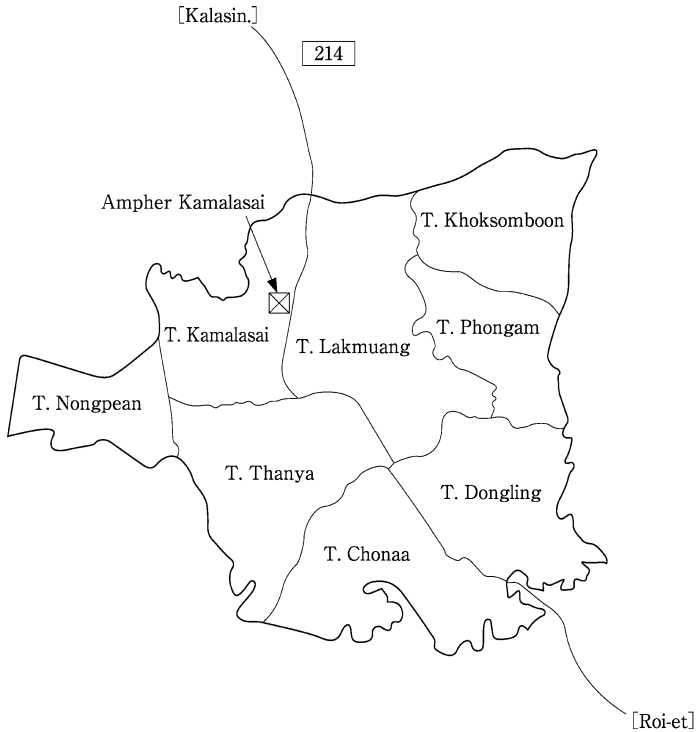 [Kalasin.]
214
Ampher Kamalasai
T. Khoksomboon
T. Phongam
T. Kamalasai
T. Lakmuang
T. Nongpean
T. Thanya
T. Dongling
T. Chonaa
[Roi-et]